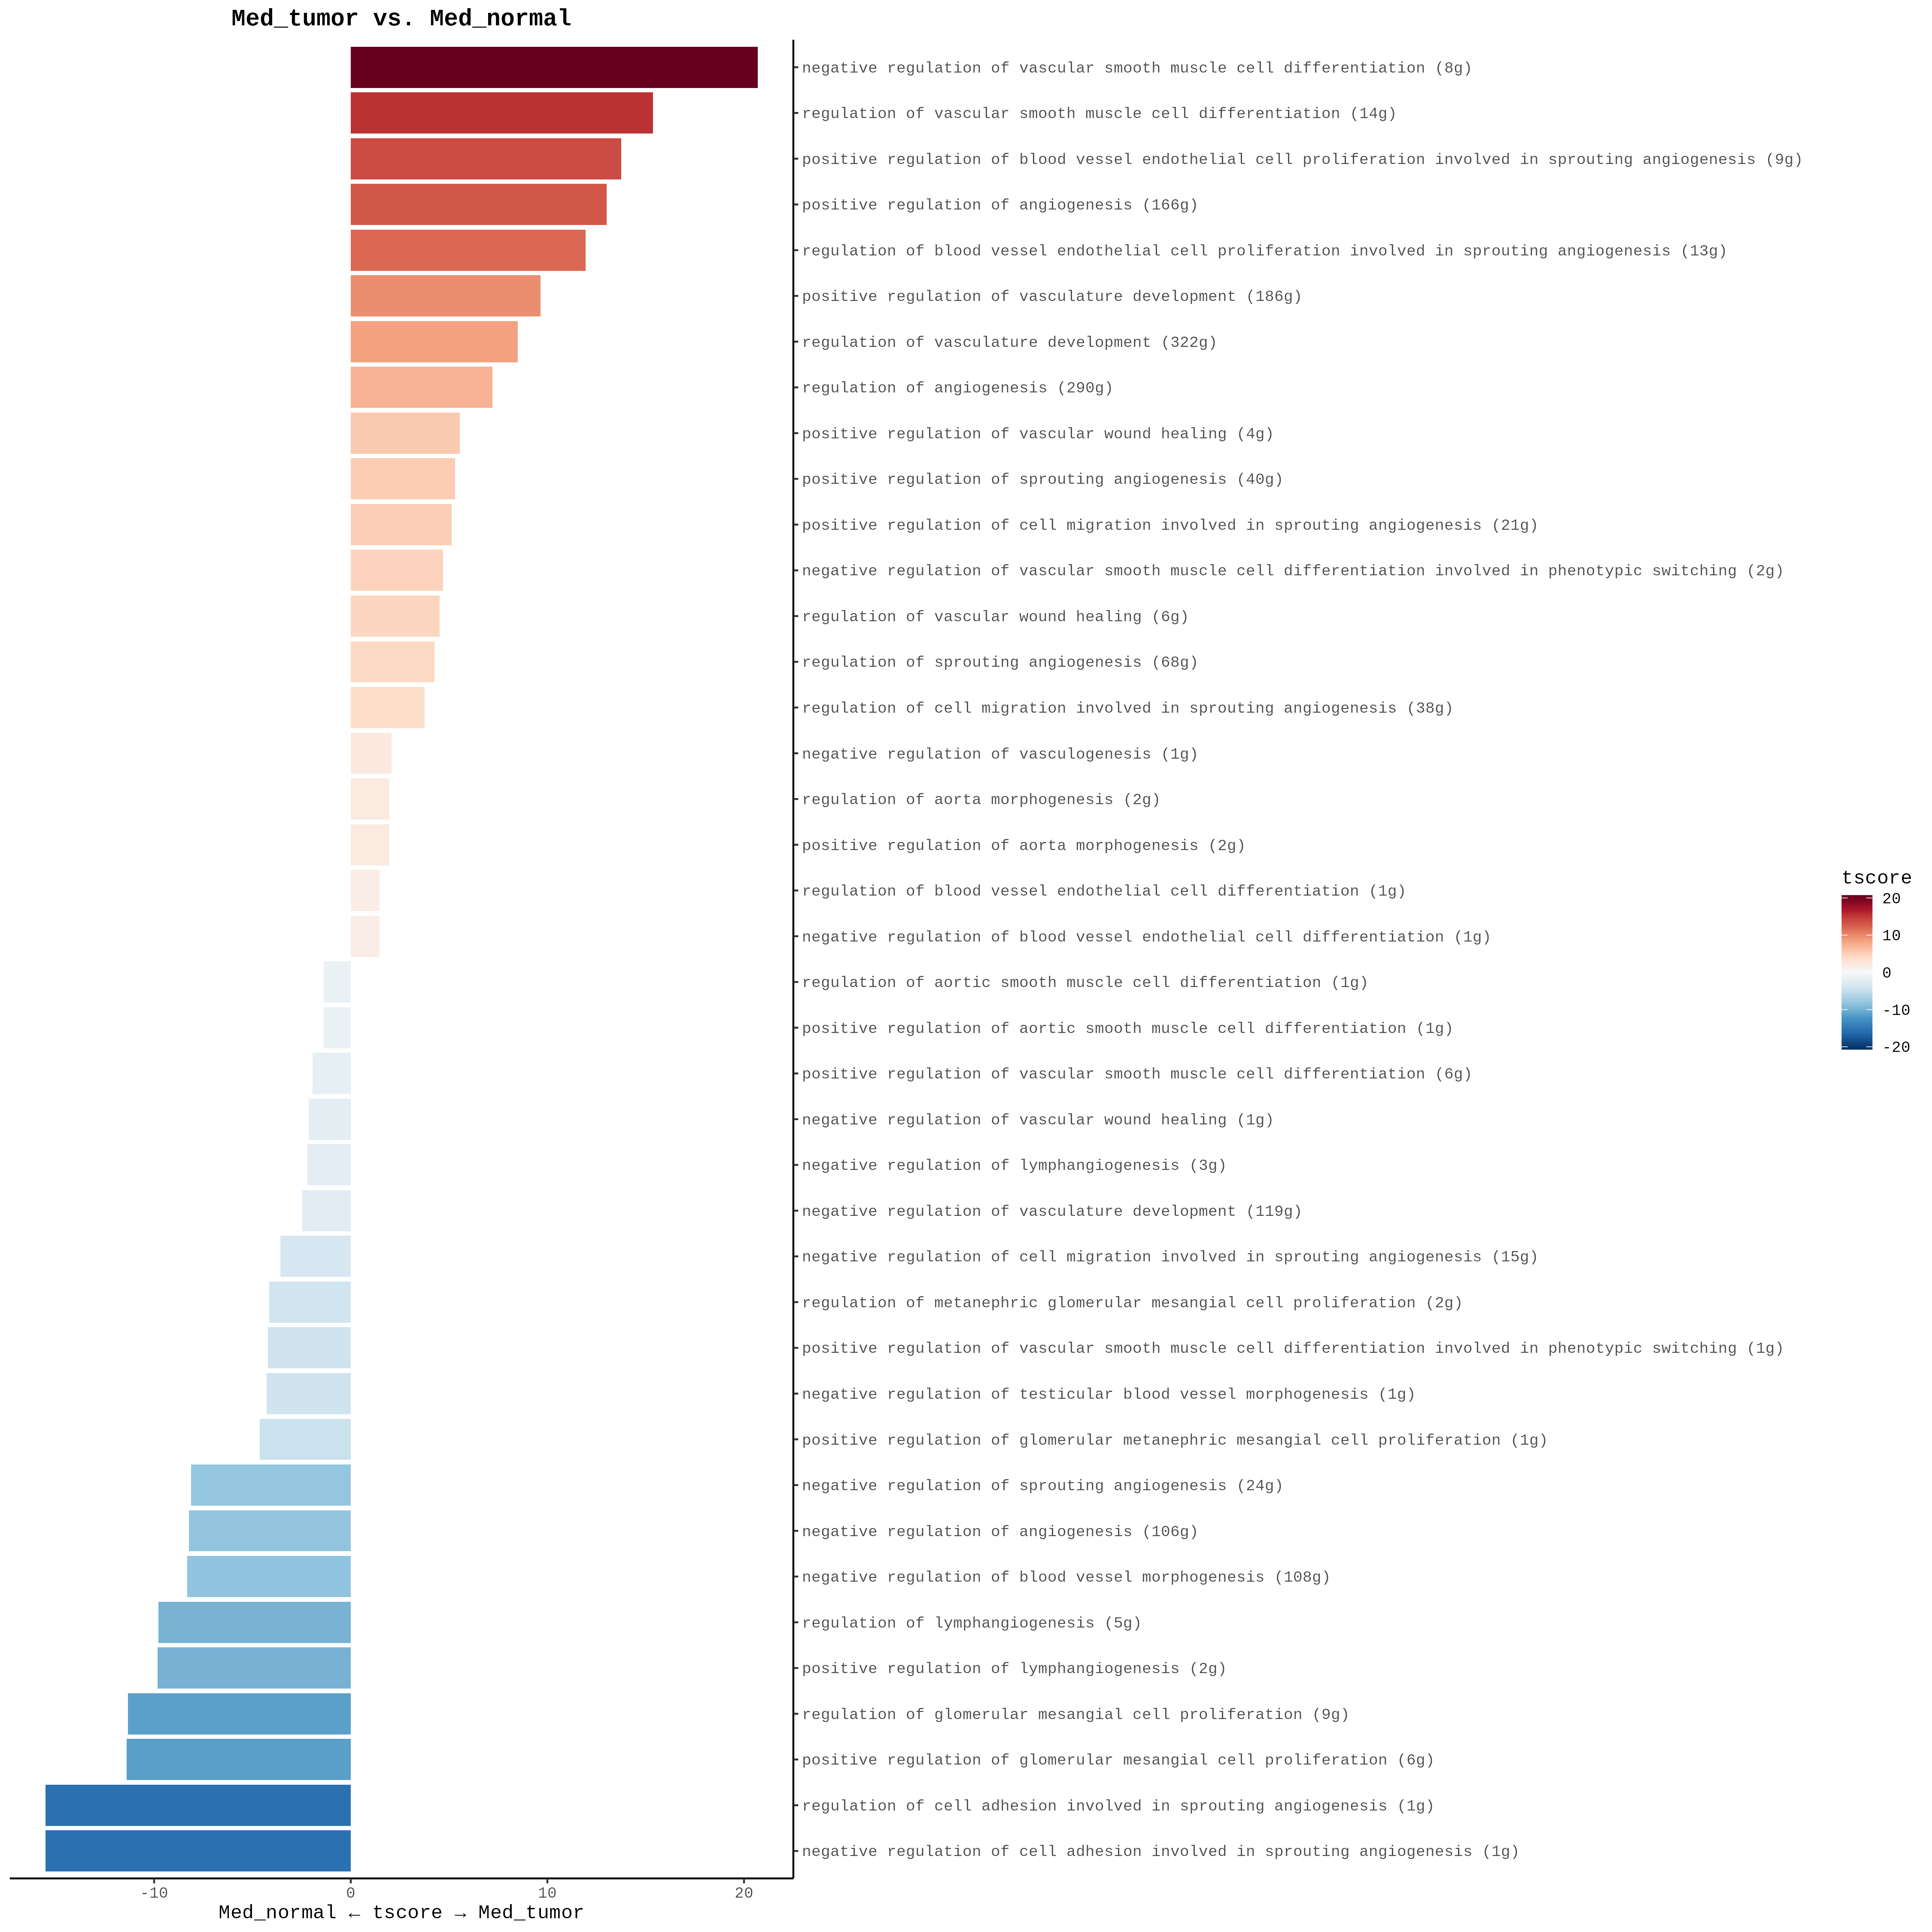 Med_tumor vs. Med_normal
negative regulation of vascular smooth muscle cell differentiation (8g)
regulation of vascular smooth muscle cell differentiation (14g)
positive regulation of blood vessel endothelial cell proliferation involved in sprouting angiogenesis (9g)
positive regulation of angiogenesis (166g)
regulation of blood vessel endothelial cell proliferation involved in sprouting angiogenesis (13g)
positive regulation of vasculature development (186g)
regulation of vasculature development (322g)
regulation of angiogenesis (290g)
positive regulation of vascular wound healing (4g)
positive regulation of sprouting angiogenesis (40g)
positive regulation of cell migration involved in sprouting angiogenesis (21g)
negative regulation of vascular smooth muscle cell differentiation involved in phenotypic switching (2g)
regulation of vascular wound healing (6g)
regulation of sprouting angiogenesis (68g)
regulation of cell migration involved in sprouting angiogenesis (38g)
negative regulation of vasculogenesis (1g)
regulation of aorta morphogenesis (2g)
positive regulation of aorta morphogenesis (2g)
regulation of blood vessel endothelial cell differentiation (1g)
negative regulation of blood vessel endothelial cell differentiation (1g)
regulation of aortic smooth muscle cell differentiation (1g)
positive regulation of aortic smooth muscle cell differentiation (1g)
positive regulation of vascular smooth muscle cell differentiation (6g)
negative regulation of vascular wound healing (1g)
negative regulation of lymphangiogenesis (3g)
negative regulation of vasculature development (119g)
negative regulation of cell migration involved in sprouting angiogenesis (15g)
regulation of metanephric glomerular mesangial cell proliferation (2g)
positive regulation of vascular smooth muscle cell differentiation involved in phenotypic switching (1g)
negative regulation of testicular blood vessel morphogenesis (1g)
positive regulation of glomerular metanephric mesangial cell proliferation (1g)
negative regulation of sprouting angiogenesis (24g)
negative regulation of angiogenesis (106g)
negative regulation of blood vessel morphogenesis (108g)
regulation of lymphangiogenesis (5g)
positive regulation of lymphangiogenesis (2g)
regulation of glomerular mesangial cell proliferation (9g)
positive regulation of glomerular mesangial cell proliferation (6g)
regulation of cell adhesion involved in sprouting angiogenesis (1g)
negative regulation of cell adhesion involved in sprouting angiogenesis (1g)
-10 0 10 20
Med_normal ← tscore → Med_tumor
tscore
20
10
0
-10
-20